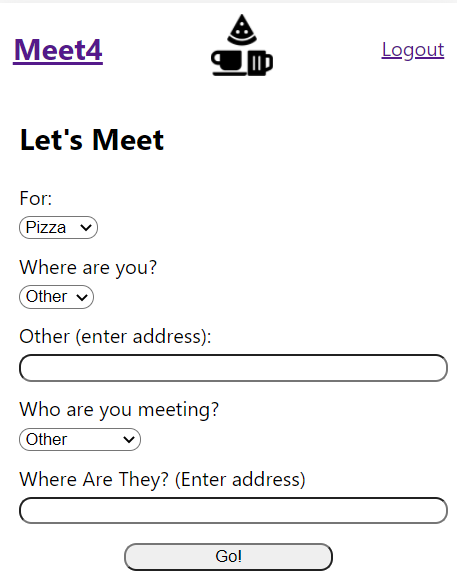 Meet4
Logout
Let's Meet
For:
Pizza
Where are you?
Other
Other (enter address):
Who are you meeting?
Other
Where Are They? (Enter address)
Go!